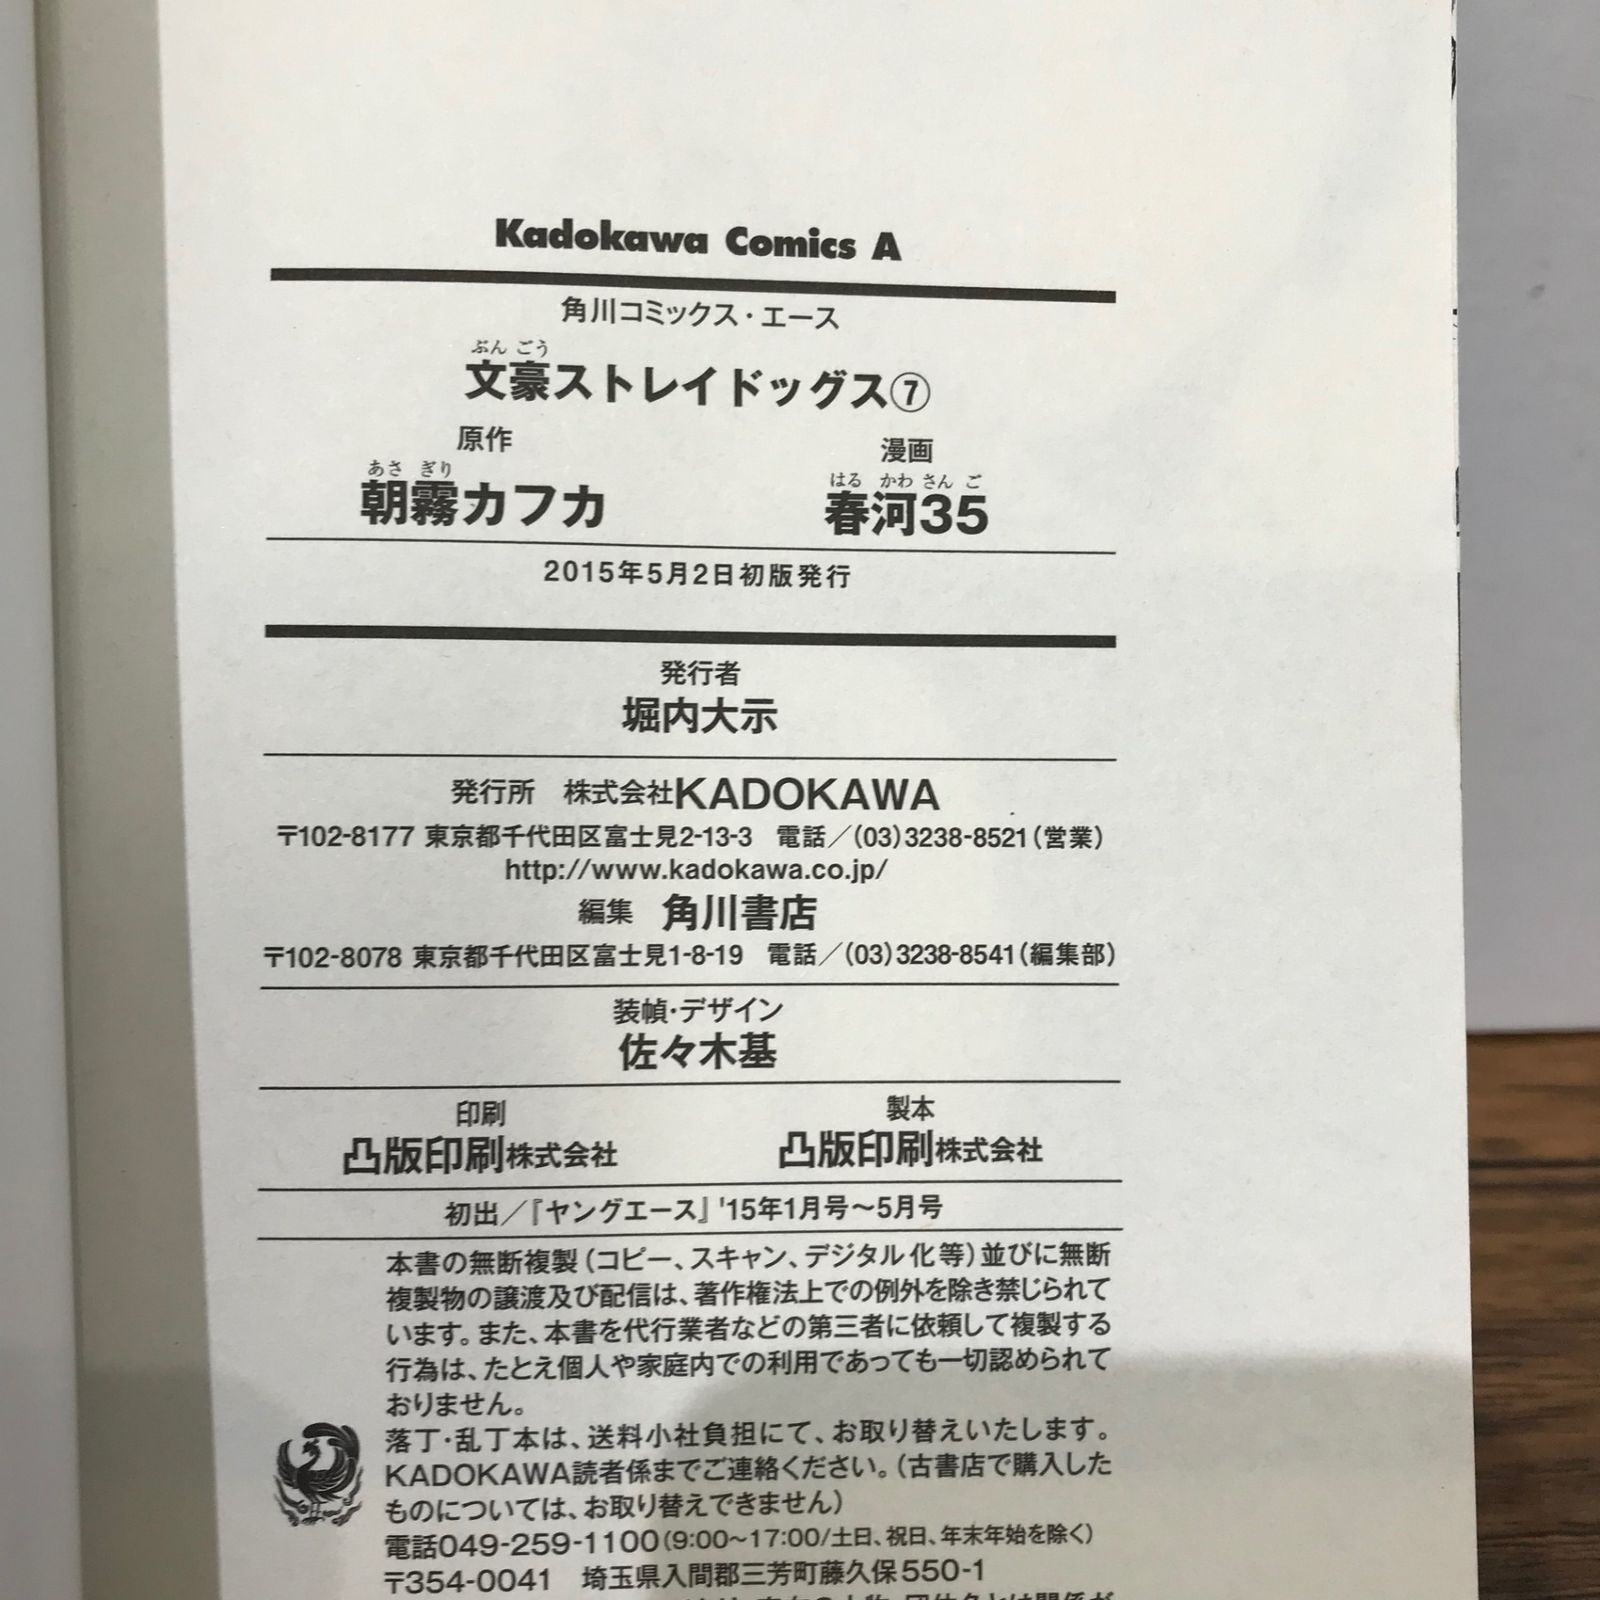 Kadokawa Comics A
角川コミックス・エース
ぶん ごう
文豪ストレイドッグス⑦
原作 漫画
あさ ぎり はる かわ さん ご
朝霧カフカ 春河35
2015年5月2日初版発行
発行者
堀内大示
発行所 株式会社KADOKAWA
〒102-8177 東京都千代田区富士見2-13-3 電話/(03)3238-8521(営業)
http://www.kadokawa.co.jp/
編集 角川書店
〒102-8078 東京都千代田区富士見1-8-19 電話/(03)3238-8541(編集部)
装幀・デザイン
佐々木基
印刷 製本
凸版印刷株式会社 凸版印刷株式会社
初出/『ヤングエース』'15年1月号〜5月号
本書の無断複製(コピー、スキャン、デジタル化等)並びに無断
複製物の譲渡及び配信は、著作権法上での例外を除き禁じられて
います。また、本書を代行業者などの第三者に依頼して複製する
行為は、たとえ個人や家庭内での利用であっても一切認められて
おりません。
落丁・乱丁本は、送料小社負担にて、お取り替えいたします。
KADOKAWA読者係までご連絡ください。(古書店で購入した
ものについては、お取り替えできません)
電話049-259-1100(9:00〜17:00/土日、祝日、年末年始を除く)
〒354-0041 埼玉県入間郡三芳町藤久保550-1